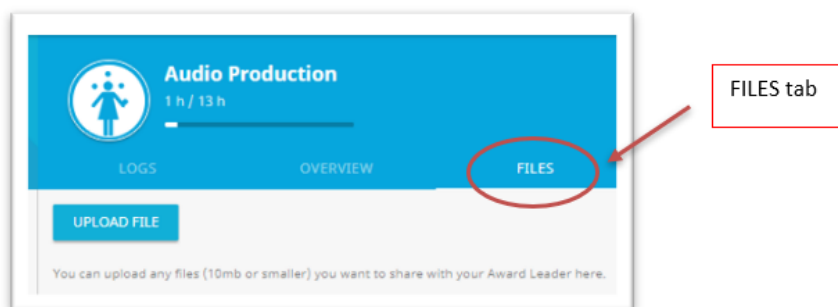 Audio Production
1 h / 13 h
LOGS OVERVIEW FILES
FILES tab
UPLOAD FILE
You can upload any files (10mb or smaller) you want to share with your Award Leader here.